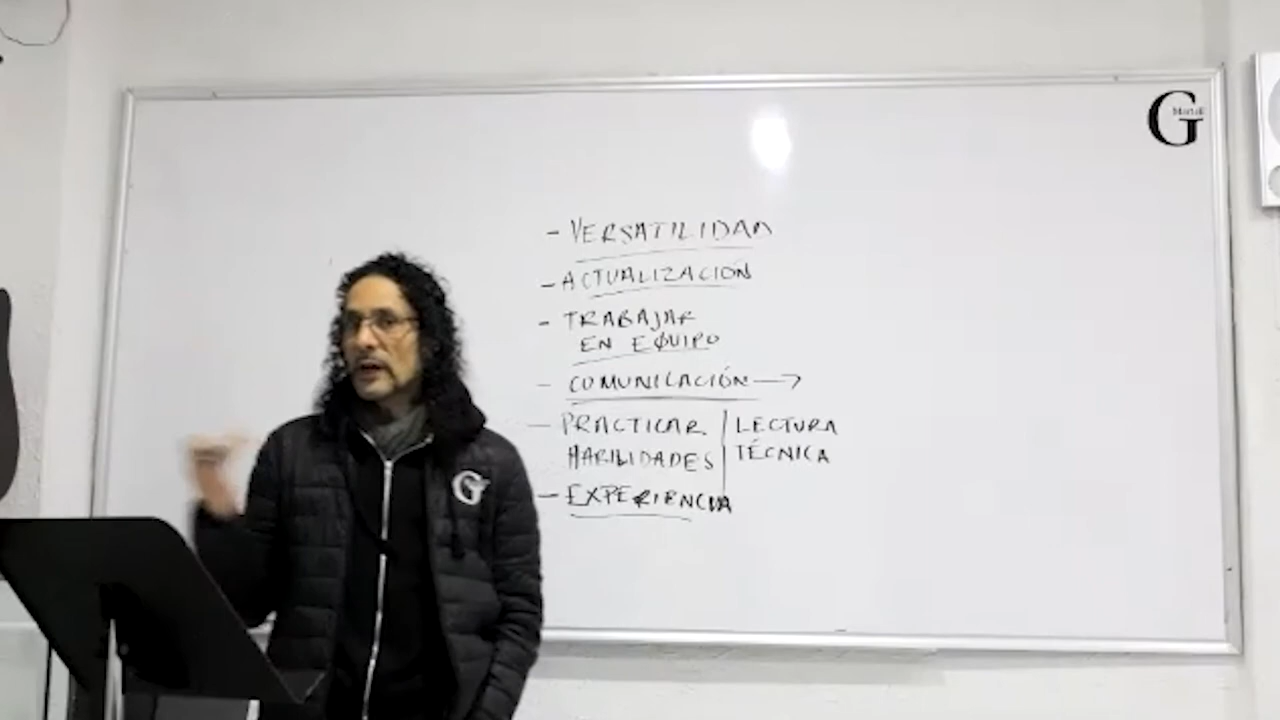 G
- VERSATILIDAD
- ACTUALIZACIÓN
- TRABAJAR
EN EQUIPO
- COMUNICACIÓN →
- PRACTICAR | LECTURA
HABILIDADES | TÉCNICA
- EXPERIENCIA
G